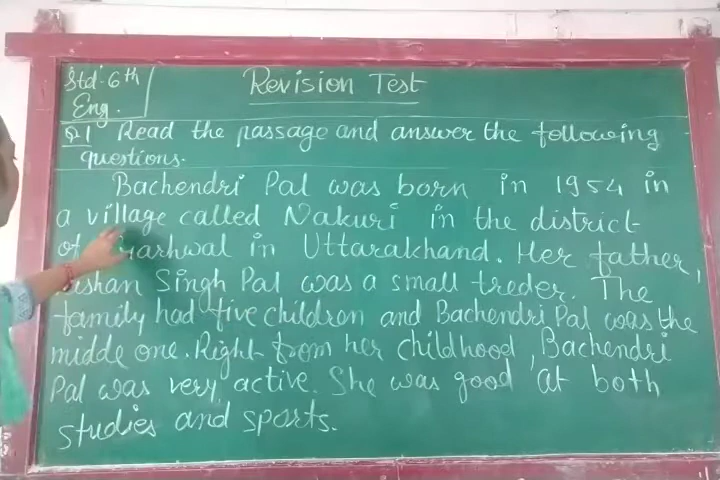 Std-6th
Eng.
Revision Test
Q1 Read the passage and answer the following
questions.
Bachendri Pal was born in 1954 in
a village called Nakuri in the district
of Garhwal in Uttarakhand. Her father,
Singh Pal was a small treder. The
family had five children and Bachendri Pal was the
midde one. Right from her childhood, Bachendri
Pal was very active. She was good at both
studies and sports.